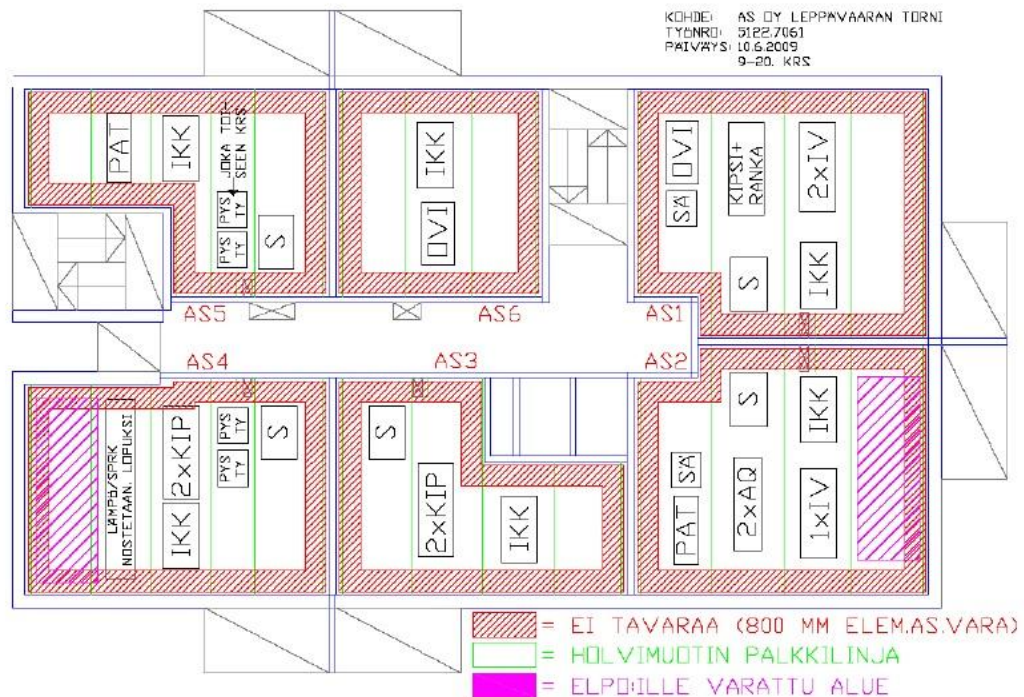 KOHDE: AS OY LEPPÄVAARAN TORNI
TYÖNRO: 5122.7061
PÄIVÄYS: 10.6.2009
9-20. KRS
PAT
IKK
JOKA TOI-
SEEN KRS
PYS
TY
PYS
TY
S
IKK
OVI
SÄ
OVI
KIPSI+
RANKA
2xIV
S
IKK
AS5
AS6
AS1
AS4
AS3
AS2
LÄMPÖ/SPRK
NOSTETAAN. LOPUKSI
2xKIP
IKK
PYS
TY
PYS
TY
S
S
2xKIP
IKK
S
IKK
SÄ
PAT
2xAQ
1xIV
= EI TAVARAA (800 MM ELEM.AS.VARA)
= HOLVIMUOTIN PALKKILINJA
= ELPO:ILLE VARATTU ALUE